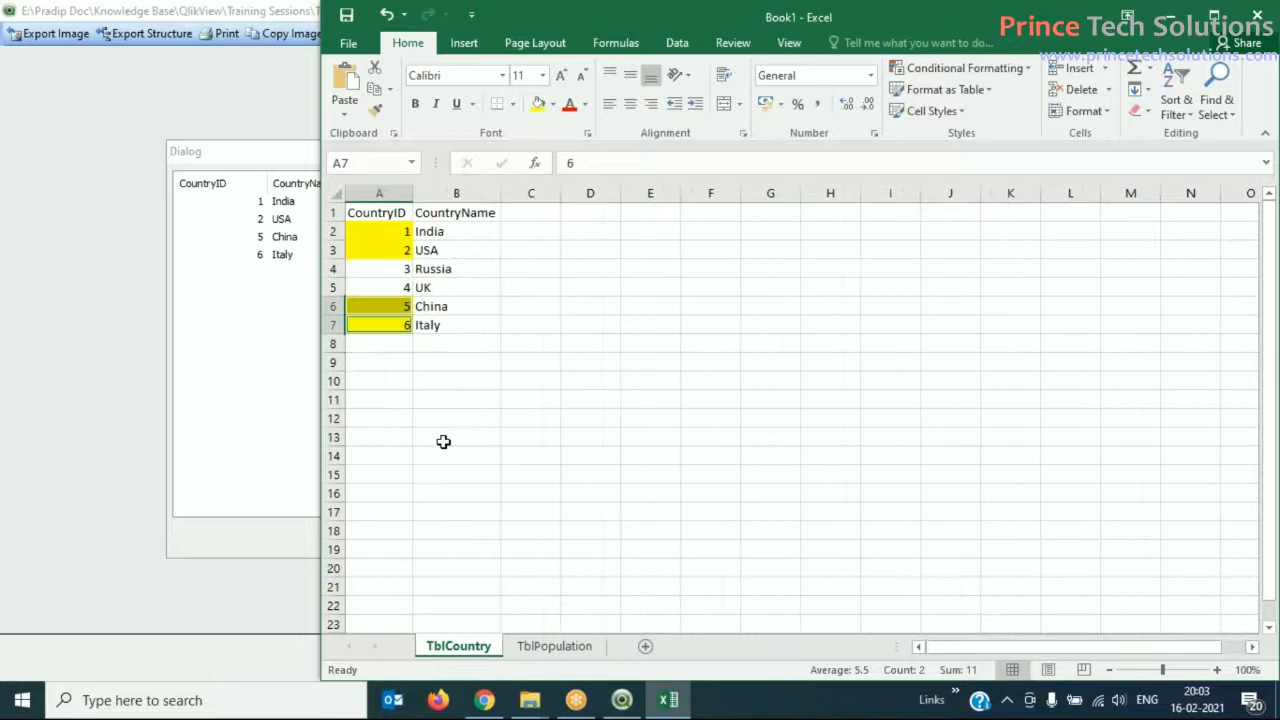 E:\Pradip Doc\Knowledge Base\QlikView\Training Sessions\T
Export Image Export Structure Print Copy Image
Dialog
CountryID CountryNa
1 India
2 USA
5 China
6 Italy
Book1 - Excel
Prince Tech Solutions
www.princetechsolutions.com
File Home Insert Page Layout Formulas Data Review View Tell me what you want to do... Share
Paste
Calibri 11
B I U
General
% ,
Conditional Formatting
Format as Table
Cell Styles
Insert
Delete
Format
Sort & Filter
Find & Select
Clipboard Font Alignment Number Styles Cells Editing
A7 fx 6
A B C D E F G H I J K L M N O
1 CountryID CountryName
2 1 India
3 2 USA
4 3 Russia
5 4 UK
6 5 China
7 6 Italy
8
9
10
11
12
13
14
15
16
17
18
19
20
21
22
23
TblCountry TblPopulation
Ready Average: 5.5 Count: 2 Sum: 11 100%
Type here to search
Links ENG
20:03
16-02-2021
20